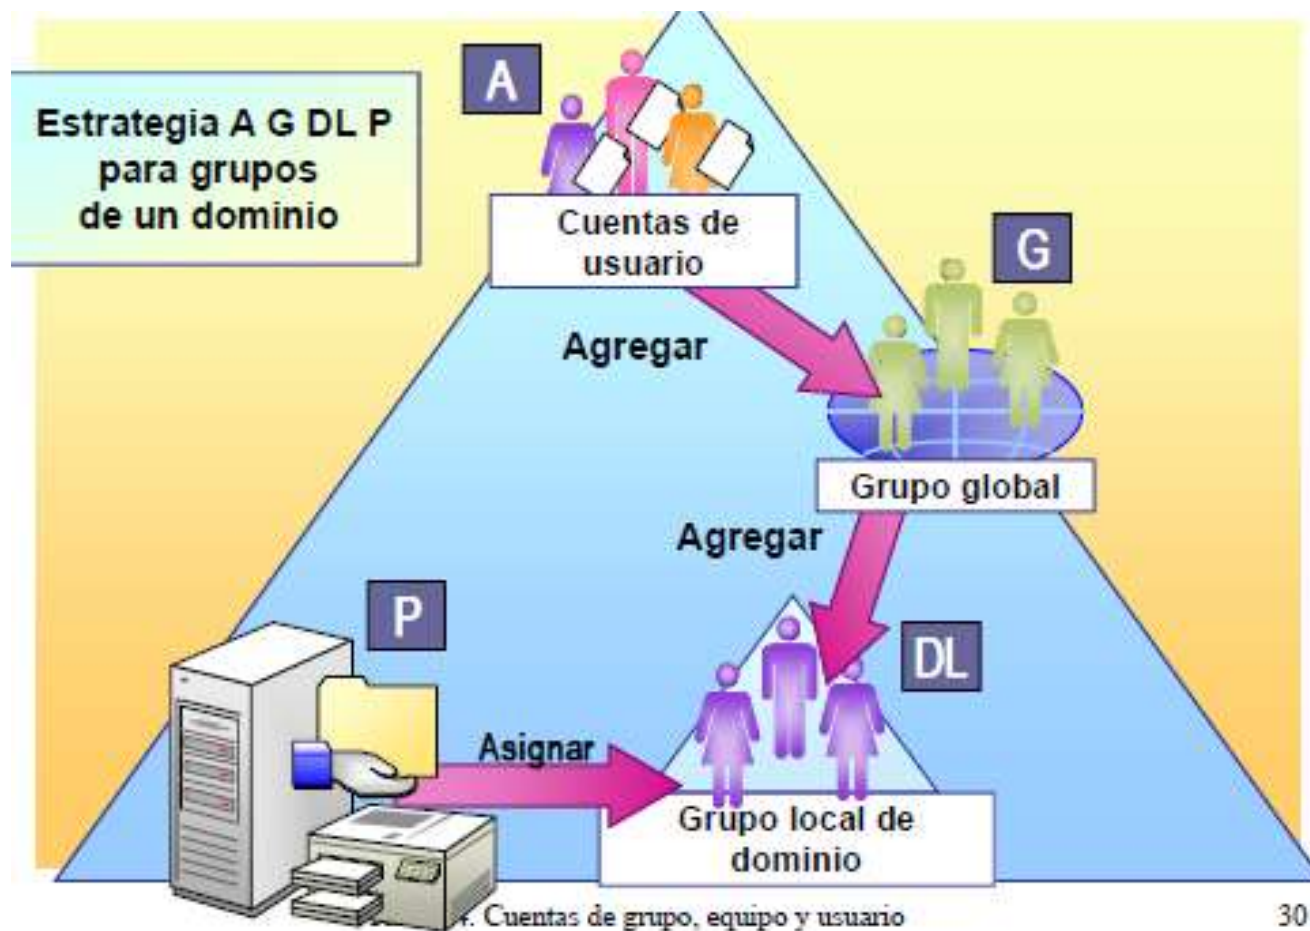 Estrategia A G DL P
para grupos
de un dominio
A
Cuentas de
usuario
G
Agregar
Grupo global
Agregar
P
DL
Asignar
Grupo local de
dominio
4. Cuentas de grupo, equipo y usuario
30